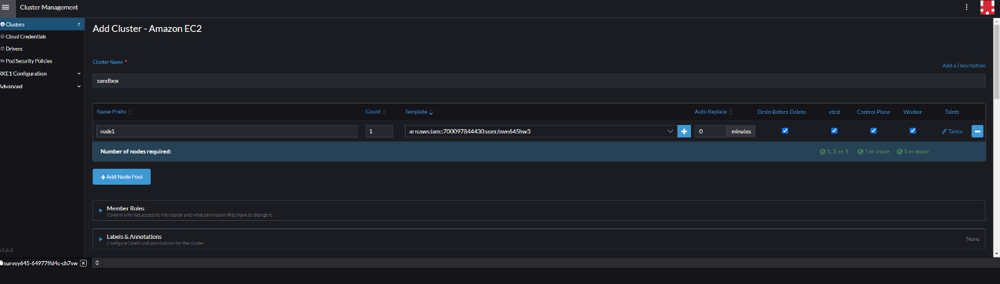 Cluster Management
Clusters 2
Cloud Credentials
Drivers
Pod Security Policies
RKE1 Configuration
Advanced
v2.6.4
Add Cluster - Amazon EC2
Cluster Name *
Add a Description
sandbox
Name Prefix Count Template Auto Replace Drain Before Delete etcd Control Plane Worker Taints
node1 1 arn:aws:iam::700097844430:user/swe645hw3 0 minutes Taints
Number of nodes required: 1, 3, or 5 1 or more 1 or more
Add Node Pool
Member Roles
Control who has access to the cluster and what permission they have to change it.
Labels & Annotations
Configure labels and annotations for the cluster.
None
survey645-64977ffd4c-ch7vw